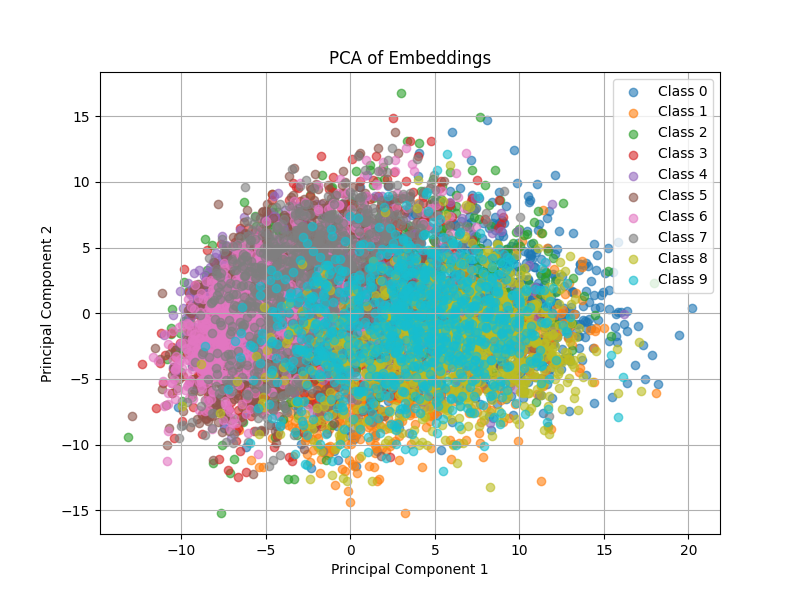 PCA of Embeddings
Class 0
Class 1
Class 2
Class 3
Class 4
Class 5
Class 6
Class 7
Class 8
Class 9
15
10
5
0
−5
−10
−15
Principal Component 2
−10
−5
0
5
10
15
20
Principal Component 1